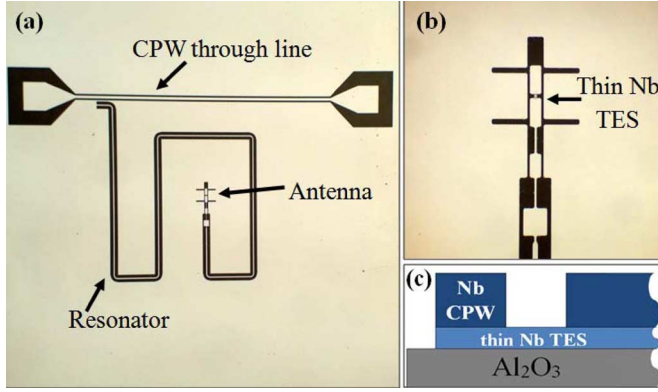 (a)
CPW through line
Antenna
Resonator
(b)
Thin Nb
TES
(c)
Nb
CPW
thin Nb TES
Al₂O₃